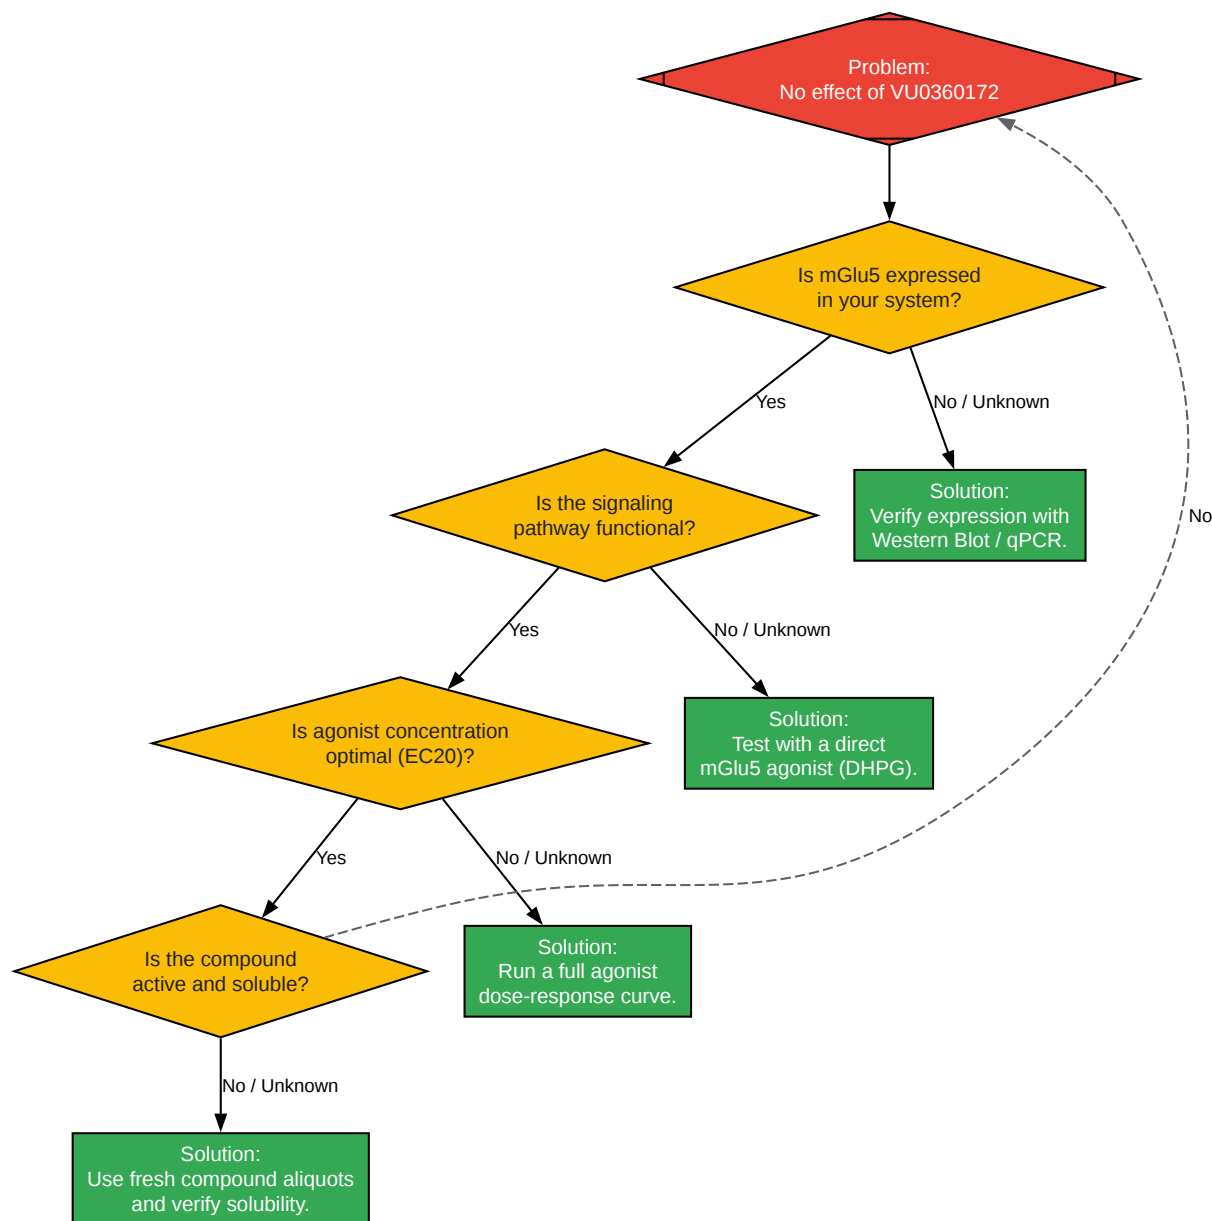 Problem:
No effect of VU0360172
Is mGlu5 expressed
in your system?
Yes
No / Unknown
Is the signaling
pathway functional?
Solution:
Verify expression with
Western Blot / qPCR.
No
Yes
No / Unknown
Is agonist concentration
optimal (EC20)?
Solution:
Test with a direct
mGlu5 agonist (DHPG).
Yes
No / Unknown
Is the compound
active and soluble?
Solution:
Run a full agonist
dose-response curve.
No / Unknown
Solution:
Use fresh compound aliquots
and verify solubility.